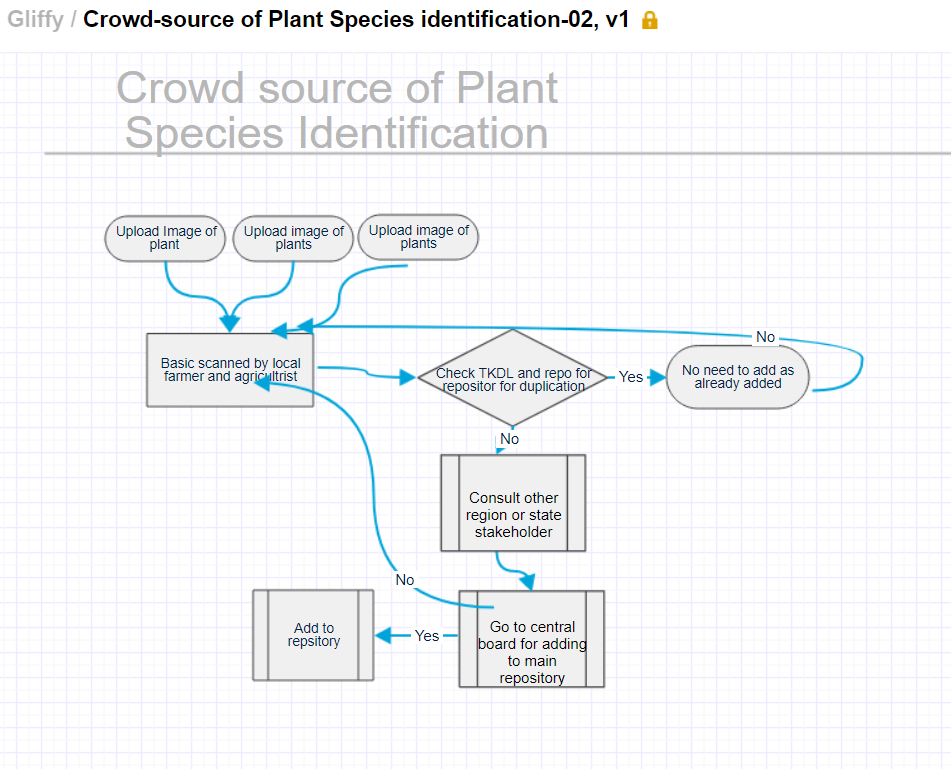 Gliffy / Crowd-source of Plant Species identification-02, v1
Crowd source of Plant
Species Identification
Upload Image of
plant
Upload image of
plants
Upload image of
plants
No
Basic scanned by local
farmer and agricultrist
Check TKDL and repo for
repositor for duplication
Yes
No need to add as
already added
No
Consult other
region or state
stakeholder
No
Add to
repsitory
Yes
Go to central
board for adding
to main
repository